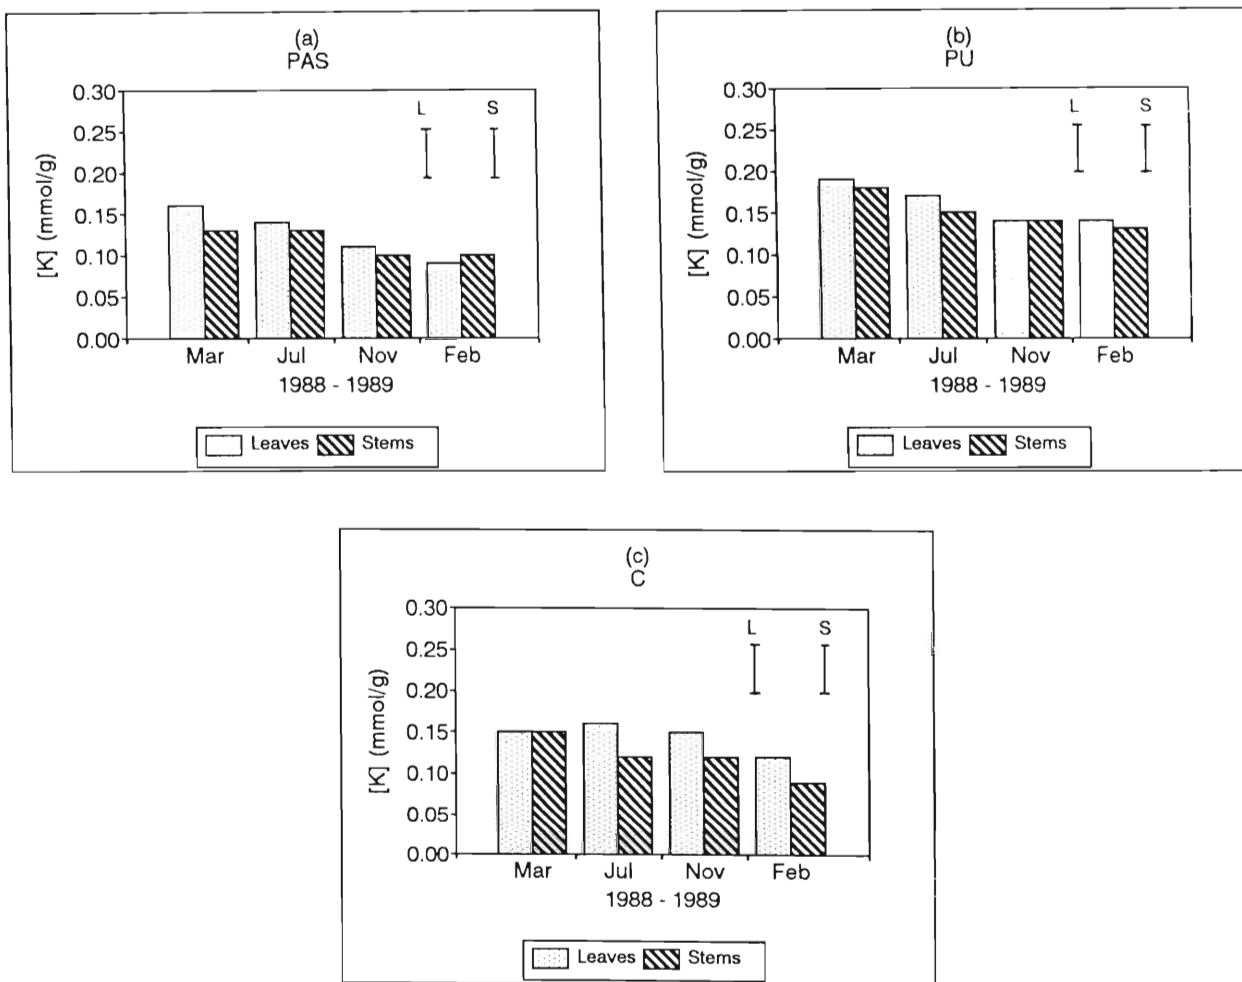 (a)
PAS
L S
0.30
0.25
0.20
0.15
0.10
0.05
0.00
[K] (mmol/g)
Mar Jul Nov Feb
1988 - 1989
Leaves Stems
(b)
PU
L S
0.30
0.25
0.20
0.15
0.10
0.05
0.00
[K] (mmol/g)
Mar Jul Nov Feb
1988 - 1989
Leaves Stems
(c)
C
L S
0.30
0.25
0.20
0.15
0.10
0.05
0.00
[K] (mmol/g)
Mar Jul Nov Feb
1988 - 1989
Leaves Stems